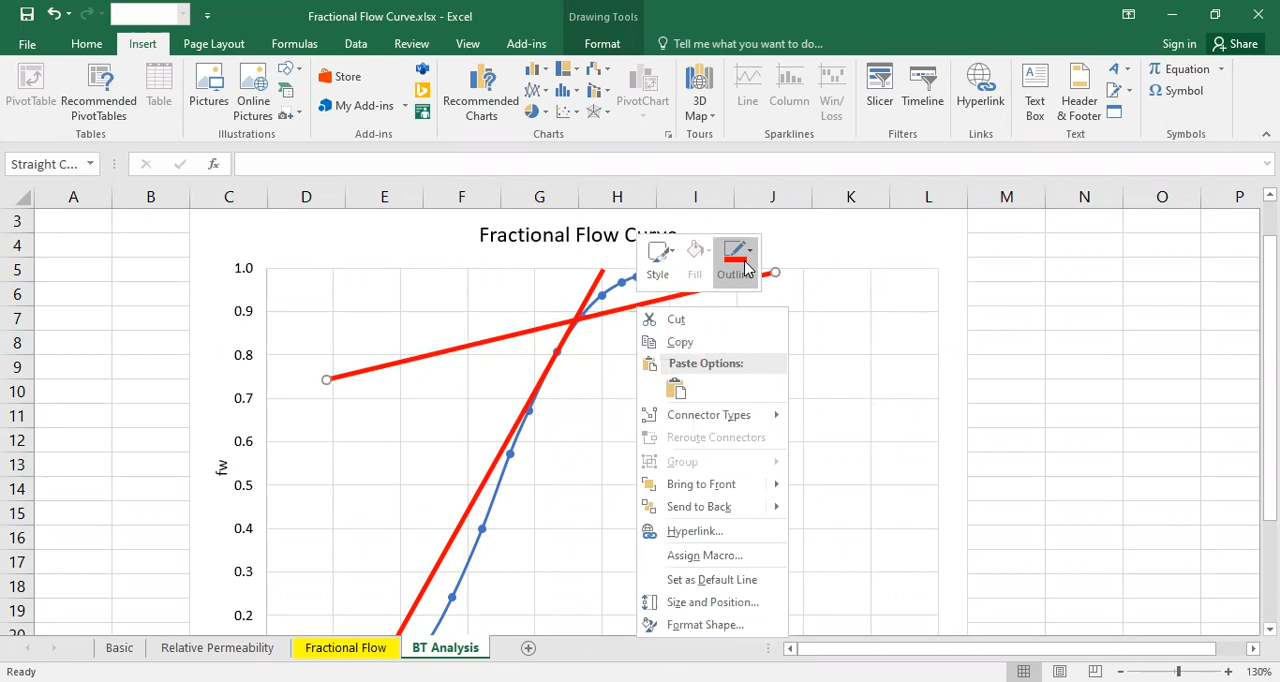 Fractional Flow Curve.xlsx - Excel
Drawing Tools
File Home Insert Page Layout Formulas Data Review View Add-ins Format Tell me what you want to do... Sign in Share
PivotTable Recommended PivotTables Table
Pictures Online Pictures
Store
My Add-ins
Recommended Charts
PivotChart
3D Map
Line Column Win/ Loss
Slicer Timeline
Hyperlink
Text Box Header & Footer
Equation
Symbol
Tables Illustrations Add-ins Charts Tours Sparklines Filters Links Text Symbols
Straight C... fx
A B C D E F G H I J K L M N O P
3
4
5
6
7
8
9
10
11
12
13
14
15
16
17
18
19
20
Fractional Flow
1.0
0.9
0.8
0.7
0.6
0.5
0.4
0.3
0.2
fw
Style Fill
Cut
Copy
Paste Options:
Connector Types
Reroute Connectors
Group
Bring to Front
Send to Back
Hyperlink...
Assign Macro...
Set as Default Line
Size and Position...
Format Shape...
Basic Relative Permeability Fractional Flow BT Analysis
Ready 130%